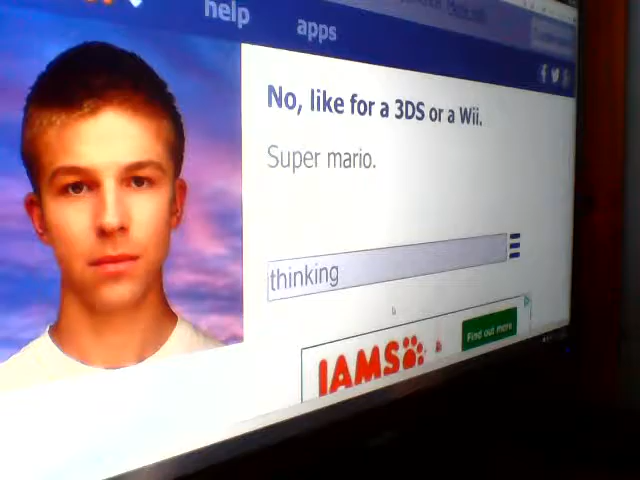 help
apps
No, like for a 3DS or a Wii.
Super mario.
thinking
Find out more
IAMS